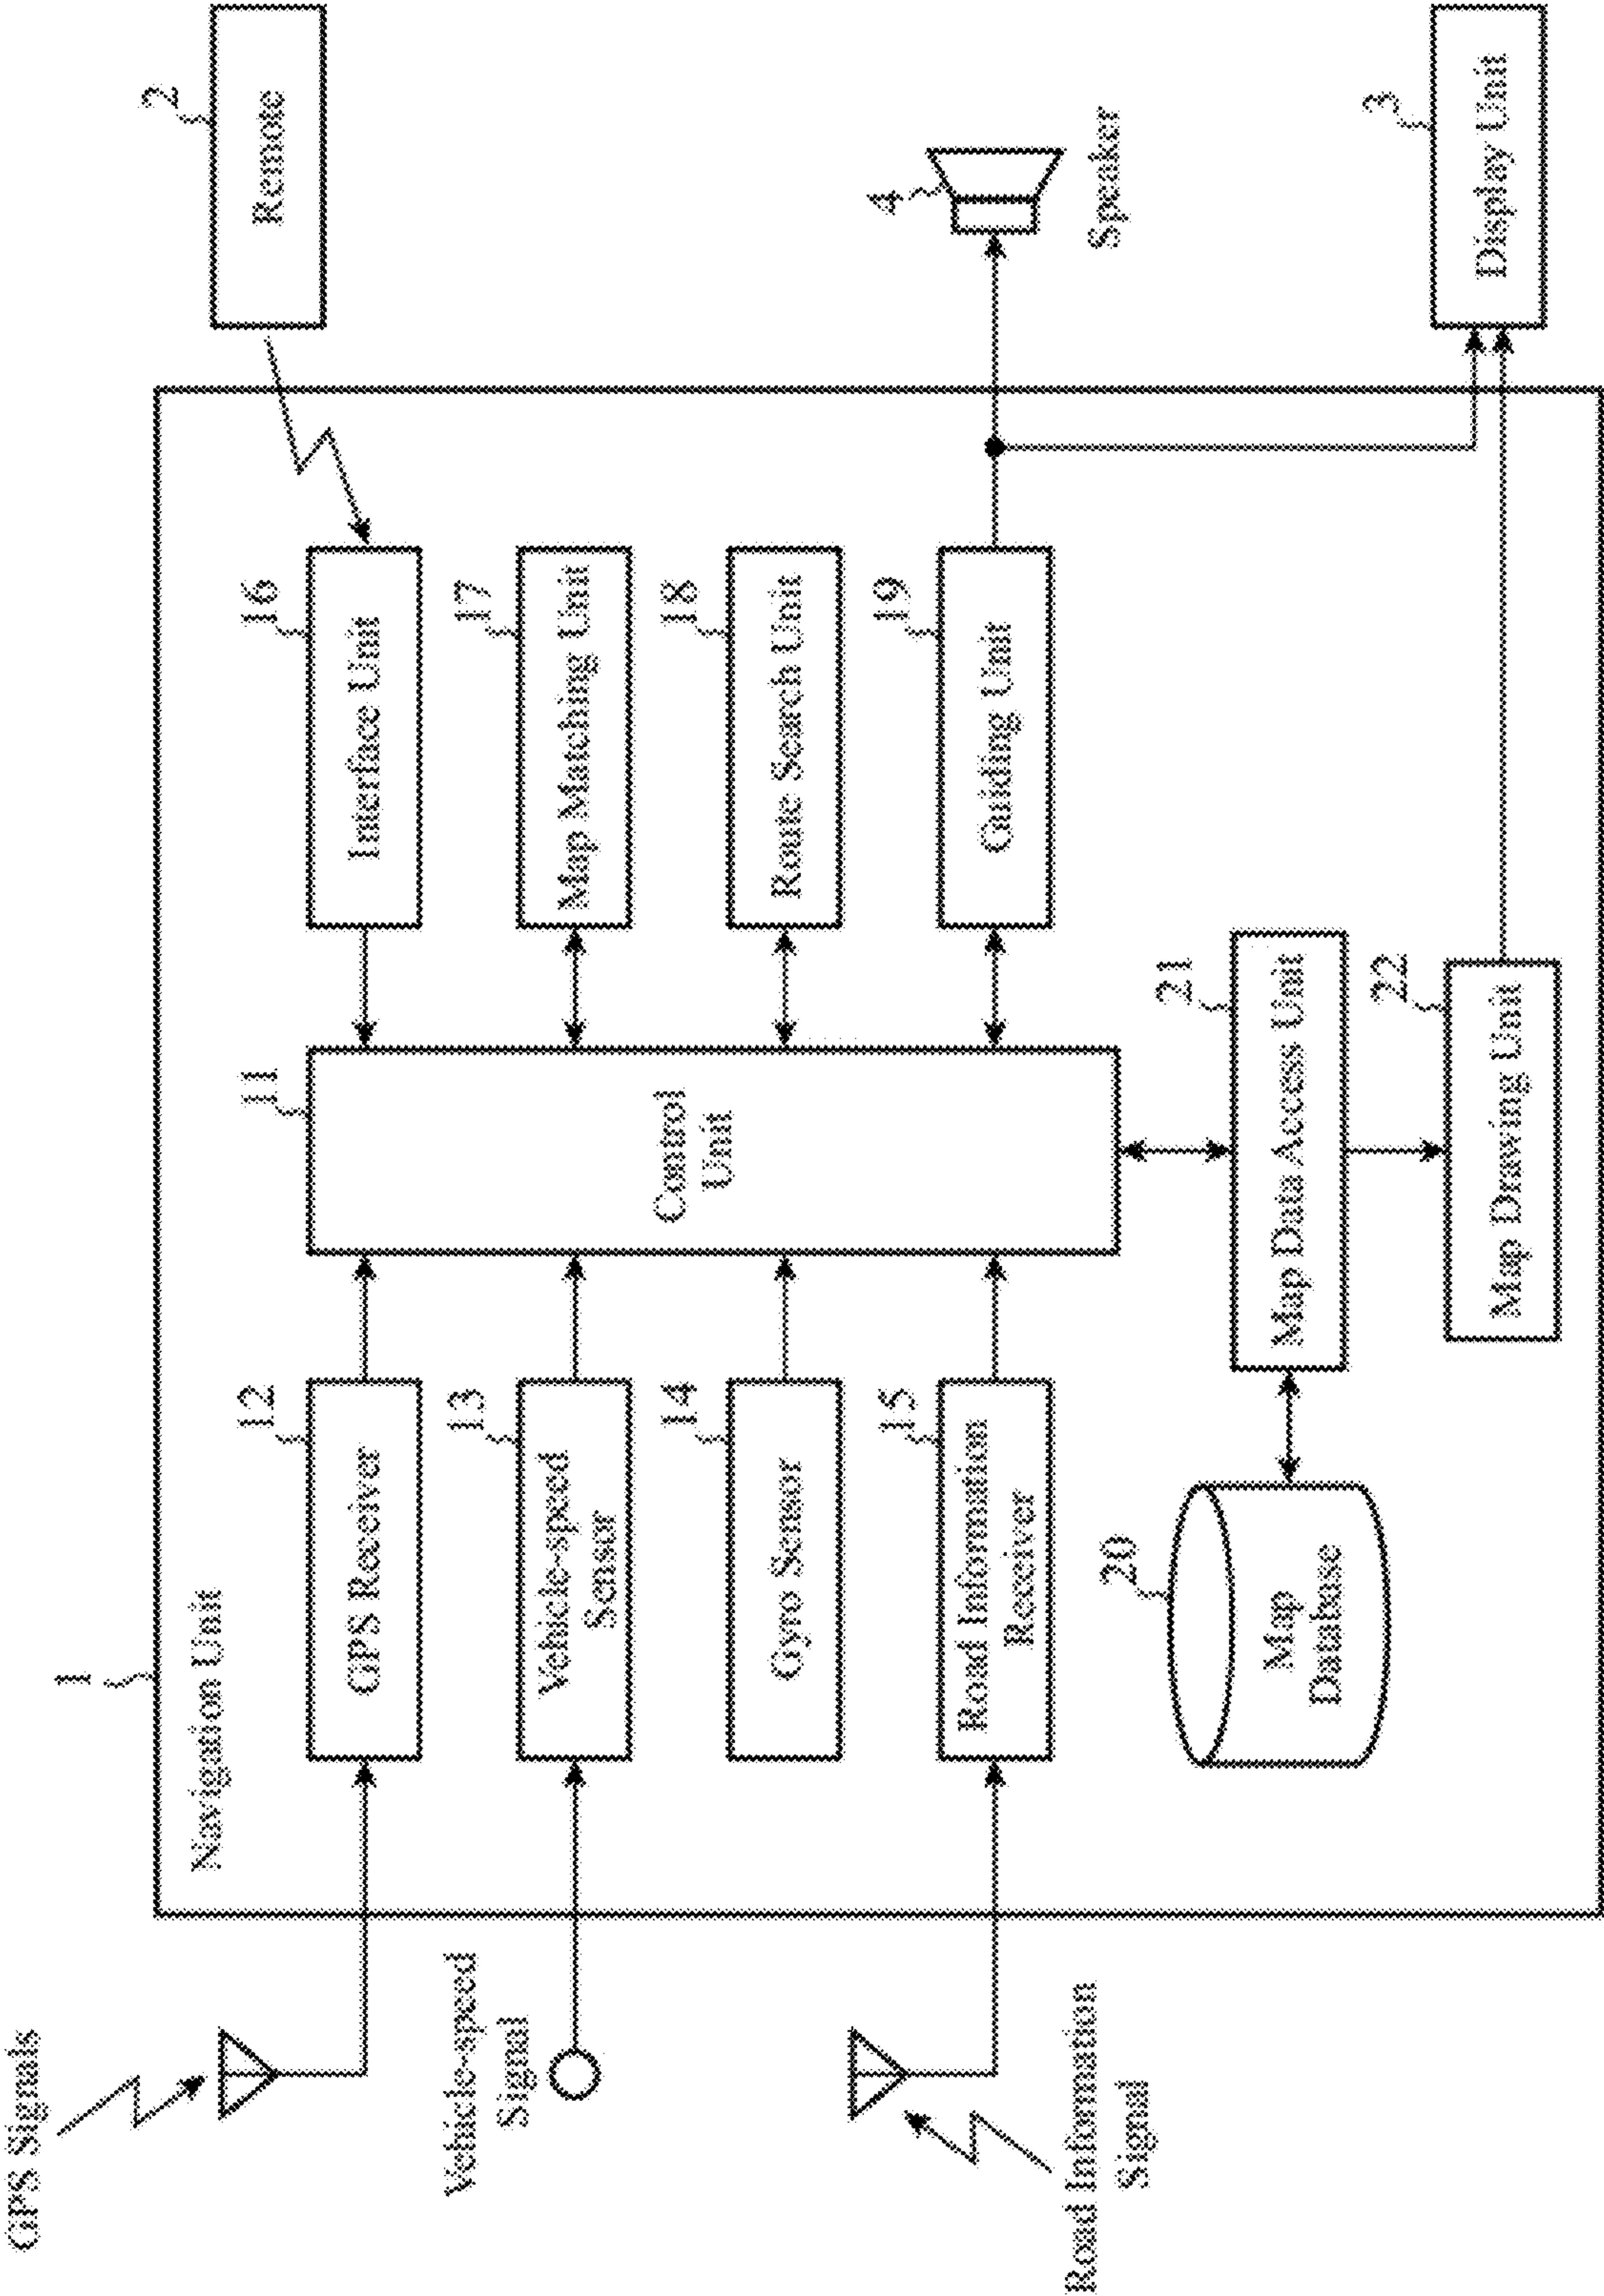 1
Navigation Unit
GPS Signals
12
GPS Receiver
11
Control
Unit
16
Interface Unit
2
Remote
Vehicle-speed
Signal
13
Vehicle-speed
Sensor
17
Map Matching Unit
14
Gyro Sensor
18
Route Search Unit
Road Information
Signal
15
Road Information
Receiver
19
Guiding Unit
4
Speaker
20
Map
Database
21
Map Data Access Unit
22
Map Drawing Unit
3
Display Unit